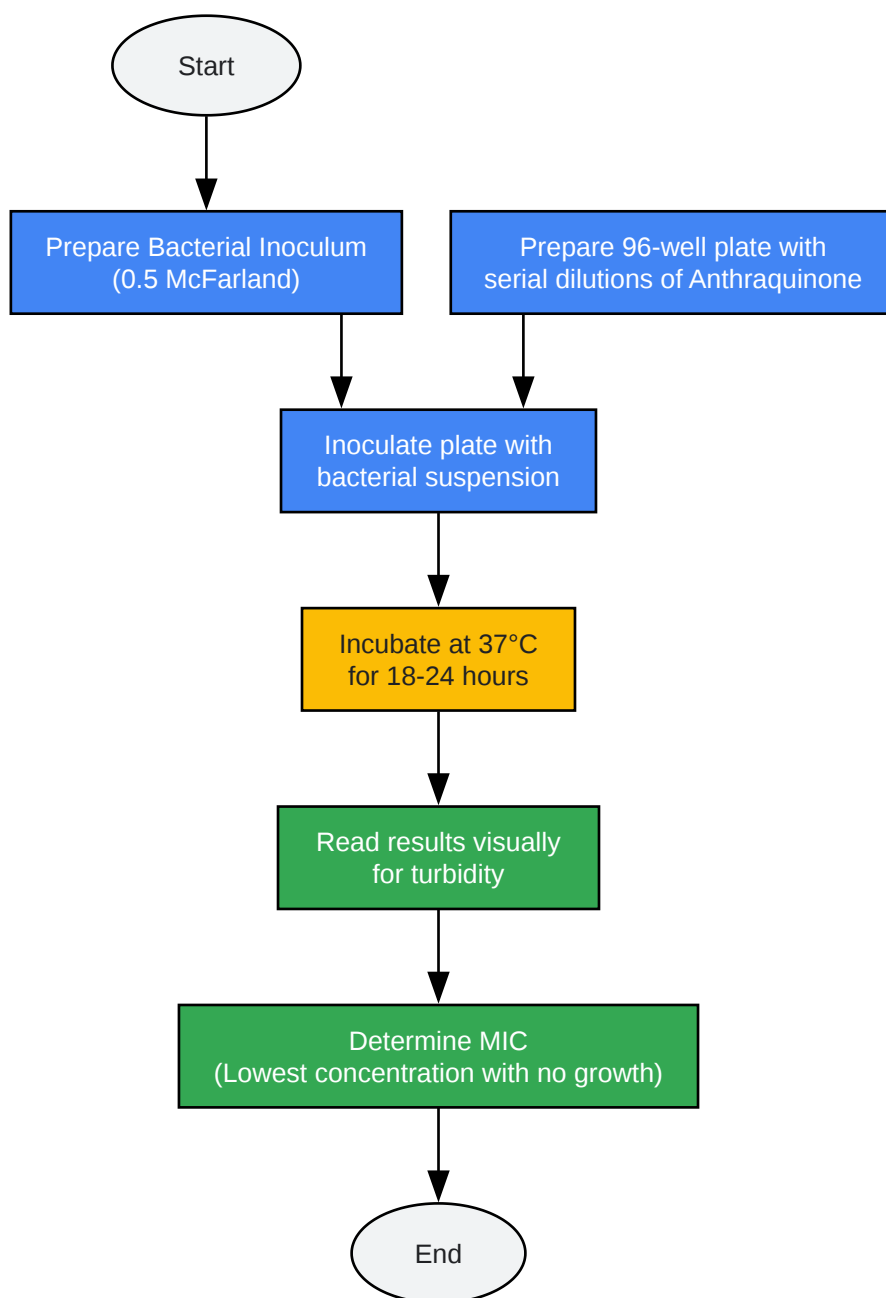 Start
Prepare Bacterial Inoculum
(0.5 McFarland)
Prepare 96-well plate with
serial dilutions of Anthraquinone
Inoculate plate with
bacterial suspension
Incubate at 37°C
for 18-24 hours
Read results visually
for turbidity
Determine MIC
(Lowest concentration with no growth)
End